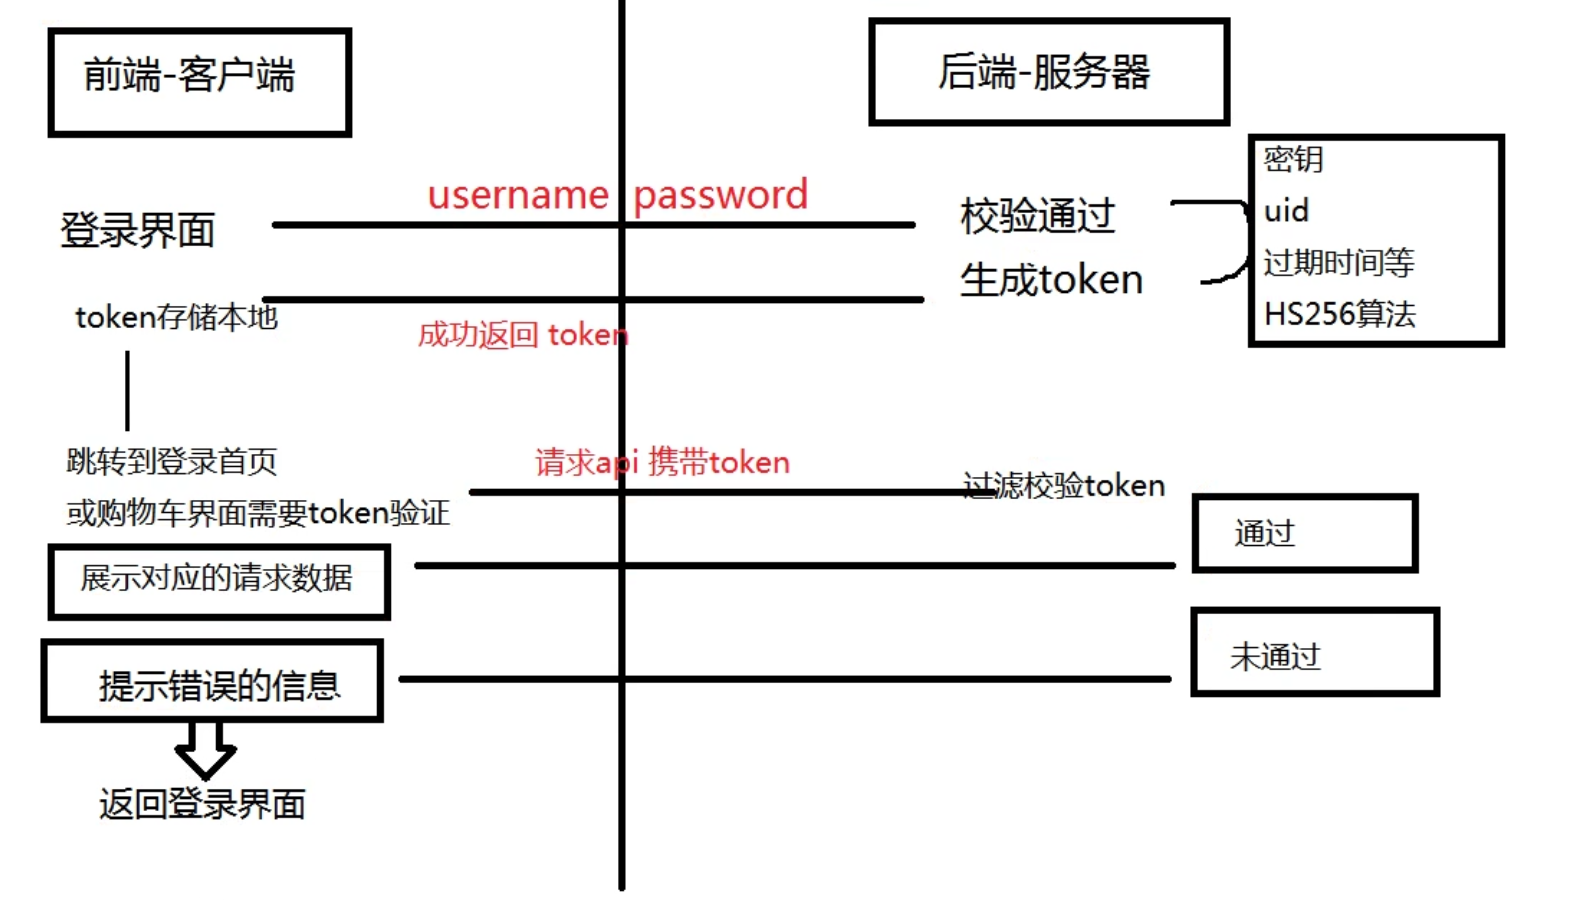 前端-客户端
后端-服务器
密钥
uid
过期时间等
HS256算法
username password
登录界面
校验通过
生成token
token存储本地
成功返回 token
跳转到登录首页
或购物车界面需要token验证
请求api 携带token
过滤校验token
通过
展示对应的请求数据
未通过
提示错误的信息
返回登录界面